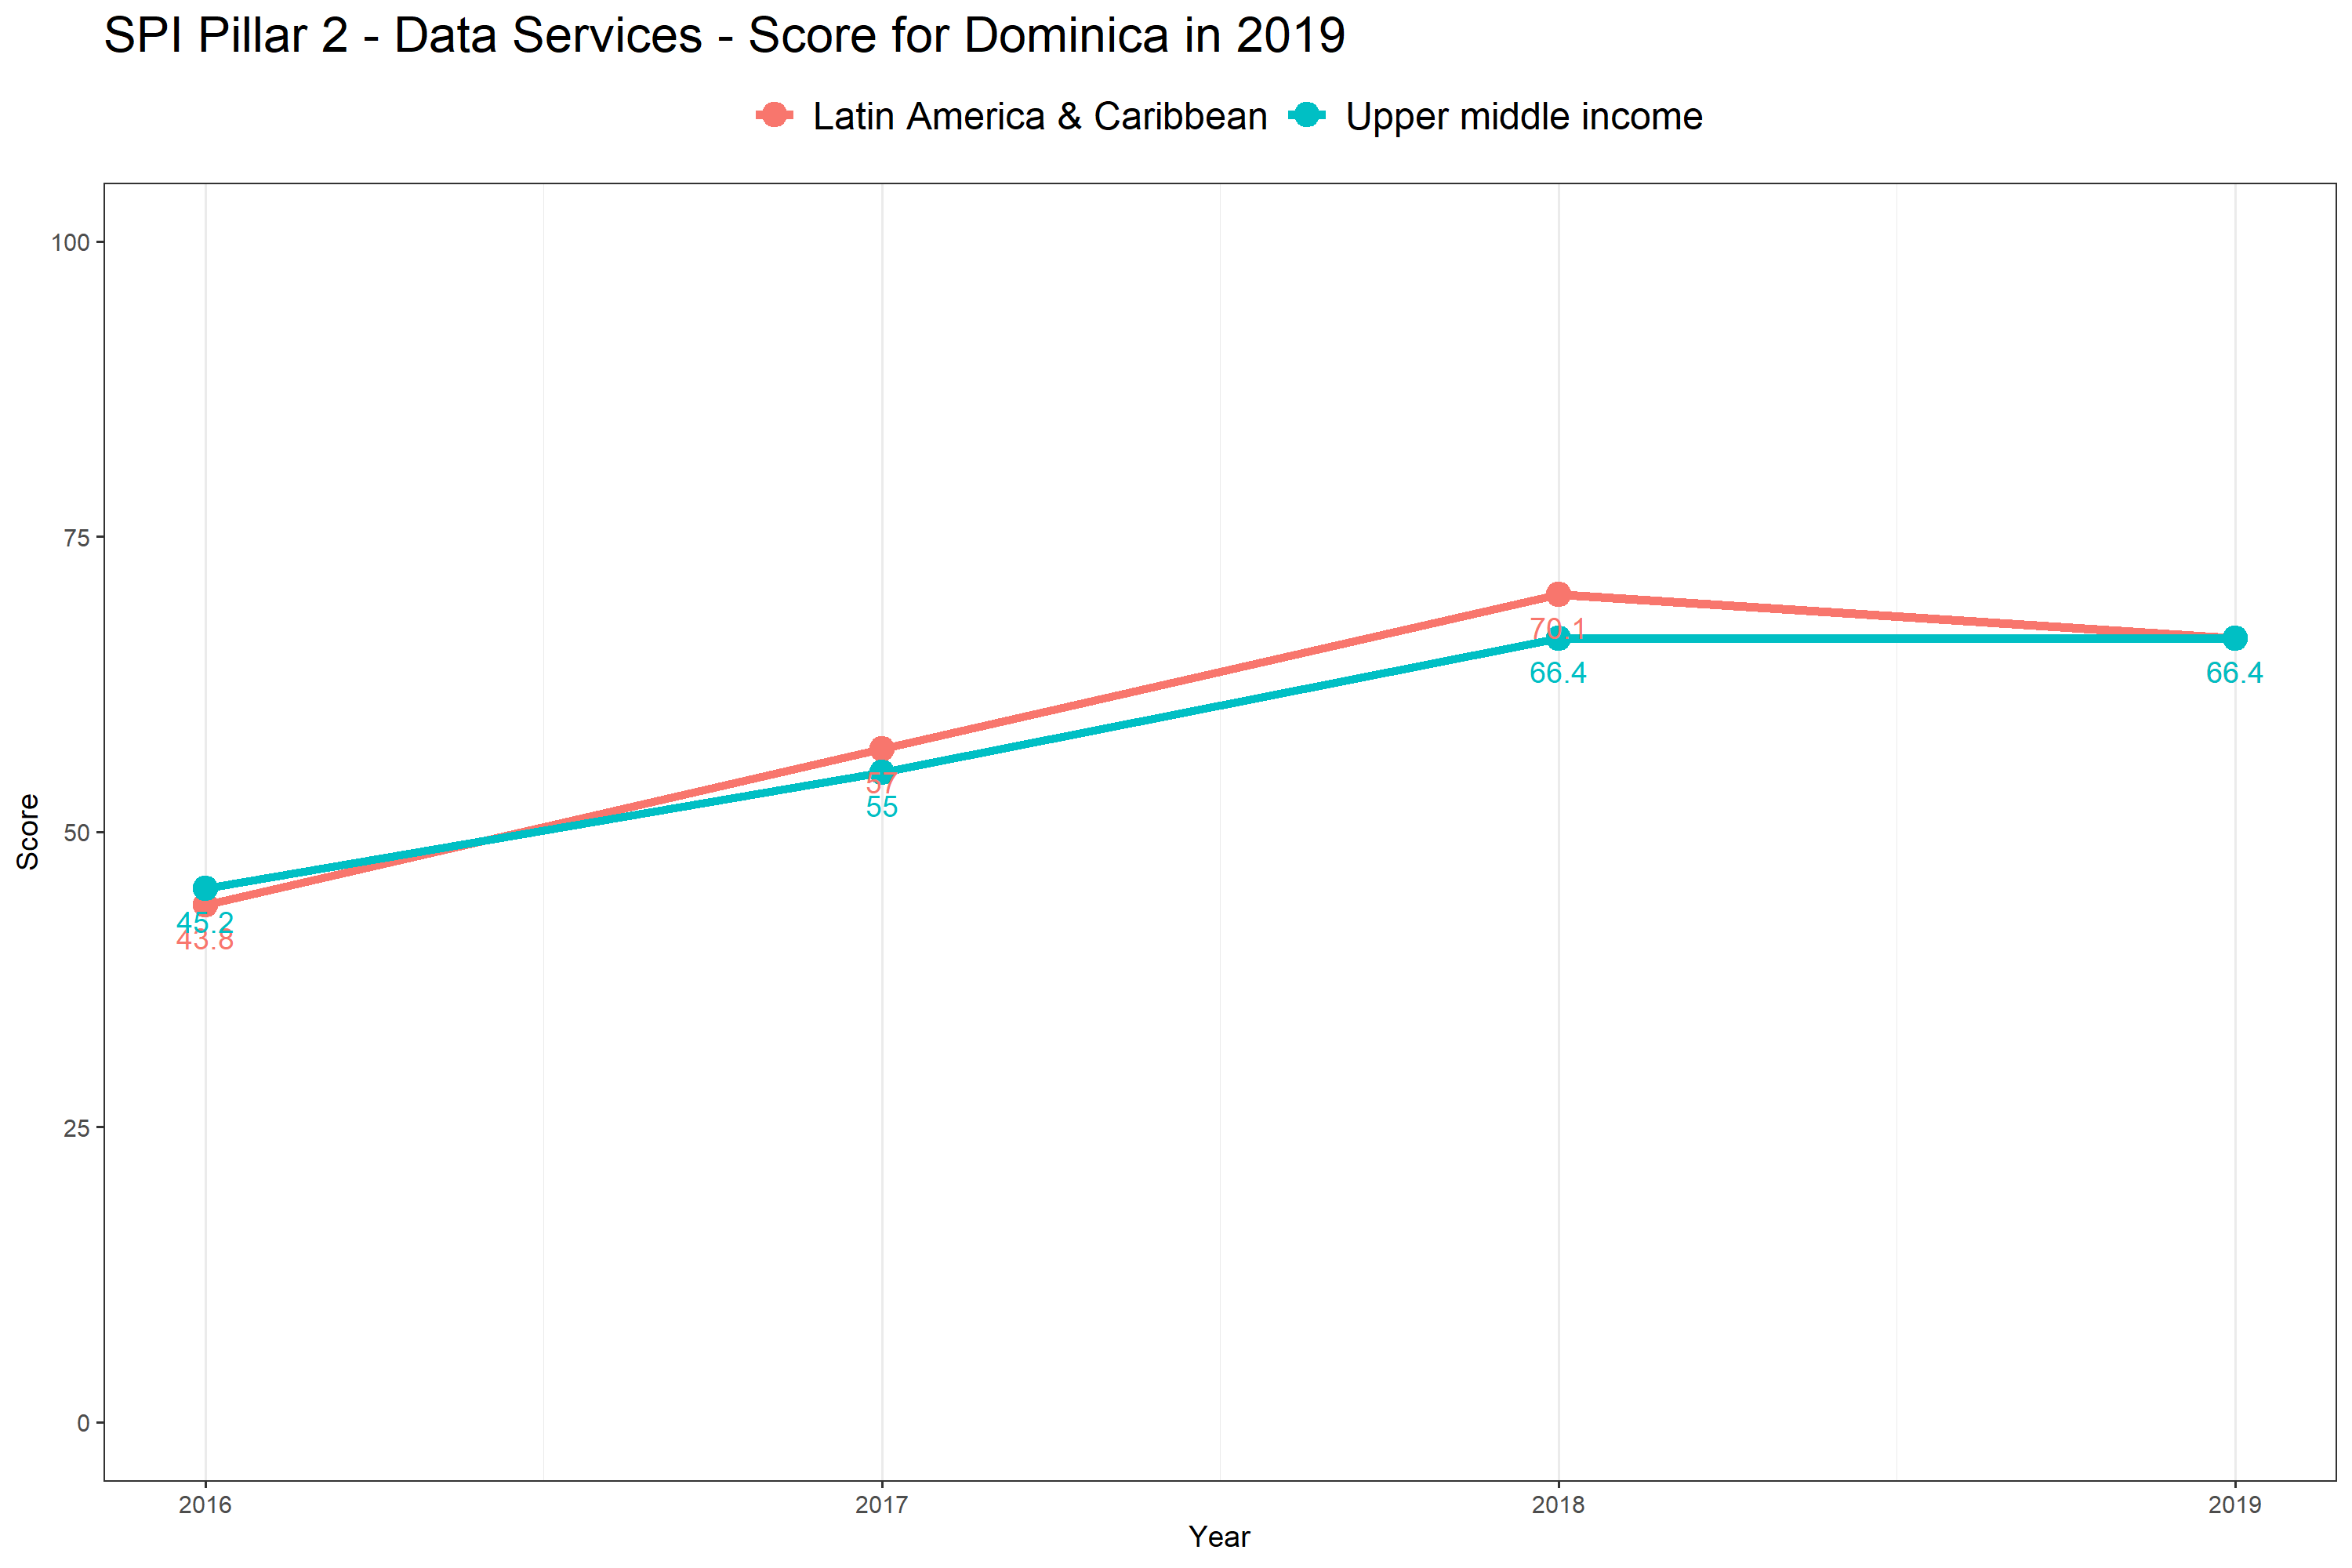 SPI Pillar 2 - Data Services - Score for Dominica in 2019
Latin America & Caribbean Upper middle income
100
75
70.1
66.4 66.4
57
55
50
45.2
43.8
25
0
Score
2016 2017 2018 2019
Year